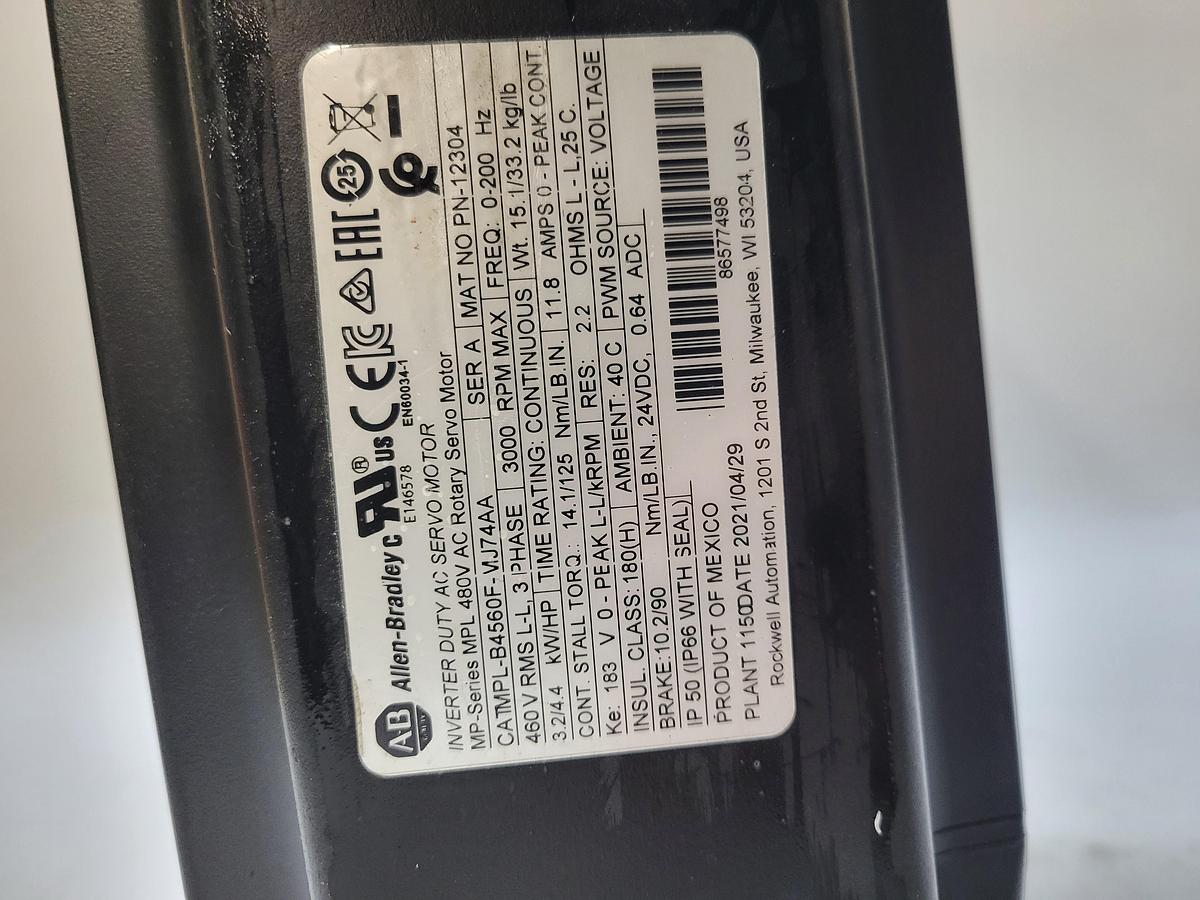 AB Allen-Bradley c RU® US CE EAC 25
E146578 EN60034-1
INVERTER DUTY AC SERVO MOTOR
MP-Series MPL 480V AC Rotary Servo Motor
CAT MPL-B4560F-MJ74AA SER A MAT NO PN-12304
460 V RMS L-L, 3 PHASE 3000 RPM MAX FREQ: 0-200 Hz
3.2/4.4 kW/HP TIME RATING: CONTINUOUS Wt. 15.1/33.2 kg/lb
CONT. STALL TORQ.: 14.1/125 Nm/LB.IN. 11.8 AMPS 0 - PEAK CONT
Ke: 183 V 0 - PEAK L-L/kRPM RES: 2.2 OHMS L - L,25 C.
INSUL. CLASS: 180(H) AMBIENT: 40 C PWM SOURCE: VOLTAGE
BRAKE:10.2/90 Nm/LB.IN., 24VDC, 0.64 ADC
IP 50 (IP66 WITH SEAL)
PRODUCT OF MEXICO
86577498
PLANT 1150DATE 2021/04/29
Rockwell Automation, 1201 S 2nd St, Milwaukee, WI 53204, USA